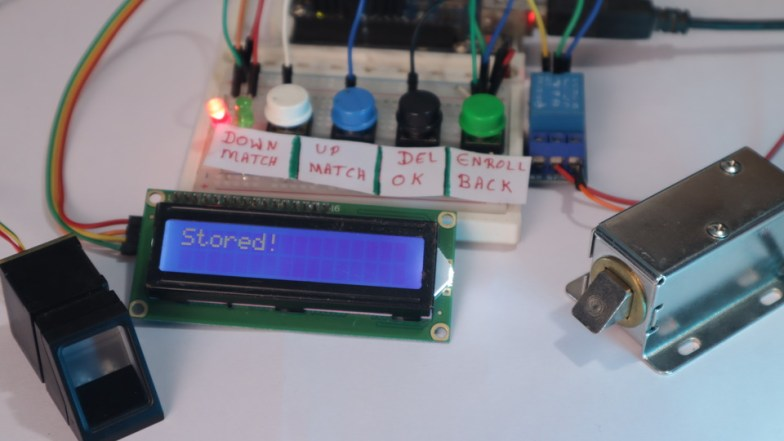 DOWN MATCH
UP MATCH
DEL OK
ENROLL BACK
Stored!